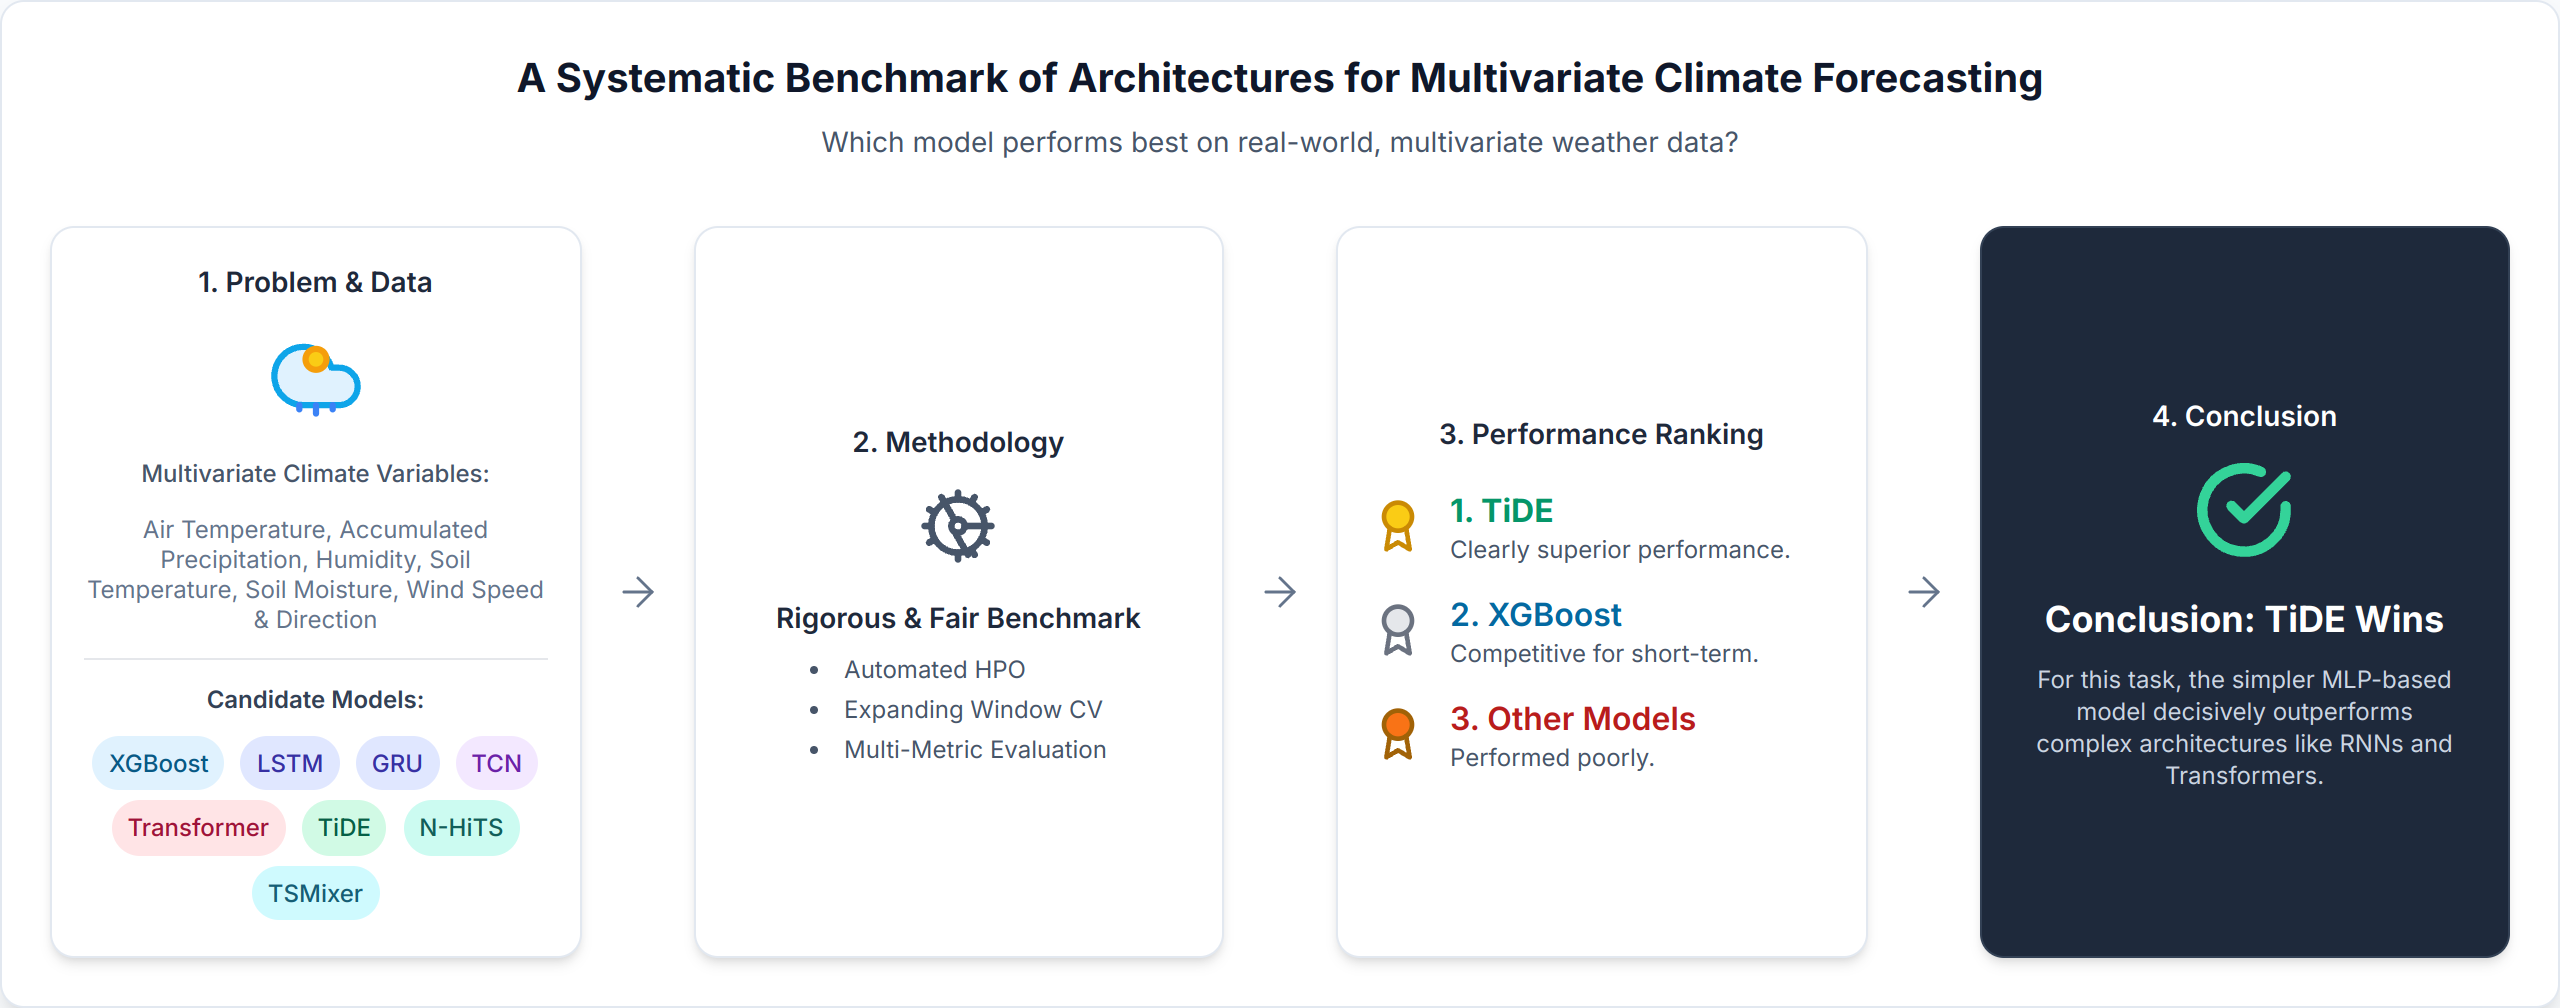 A Systematic Benchmark of Architectures for Multivariate Climate Forecasting
Which model performs best on real-world, multivariate weather data?
1. Problem & Data
Multivariate Climate Variables:
Air Temperature, Accumulated
Precipitation, Humidity, Soil
Temperature, Soil Moisture, Wind Speed
& Direction
Candidate Models:
XGBoost LSTM GRU TCN
Transformer TiDE N-HiTS
TSMixer
2. Methodology
Rigorous & Fair Benchmark
• Automated HPO
• Expanding Window CV
• Multi-Metric Evaluation
3. Performance Ranking
1. TiDE
Clearly superior performance.
2. XGBoost
Competitive for short-term.
3. Other Models
Performed poorly.
4. Conclusion
Conclusion: TiDE Wins
For this task, the simpler MLP-based
model decisively outperforms
complex architectures like RNNs and
Transformers.